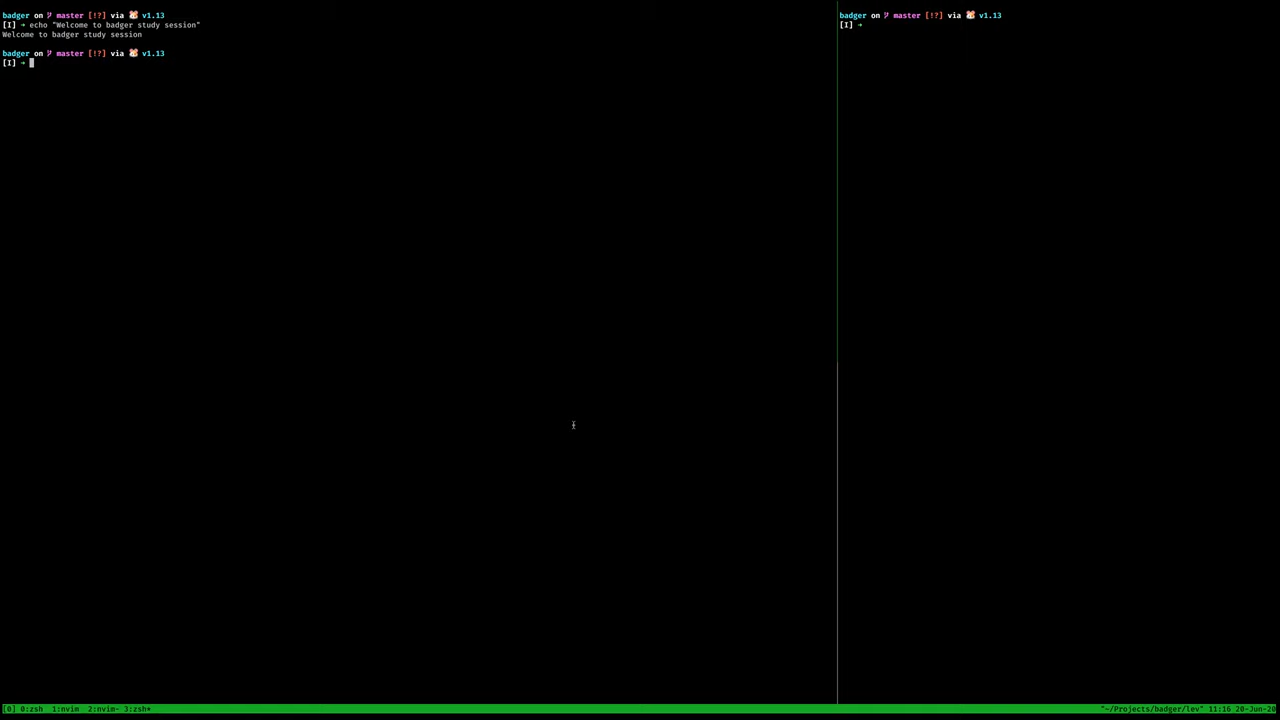 badger on master [!?] via v1.13
[I] ➜ echo "Welcome to badger study session"
Welcome to badger study session
badger on master [!?] via v1.13
[I] ➜
badger on master [!?] via v1.13
[I] ➜
[0] 0:zsh 1:nvim 2:nvim- 3:zsh* "~/Projects/badger/lev" 11:16 20-Jun-20